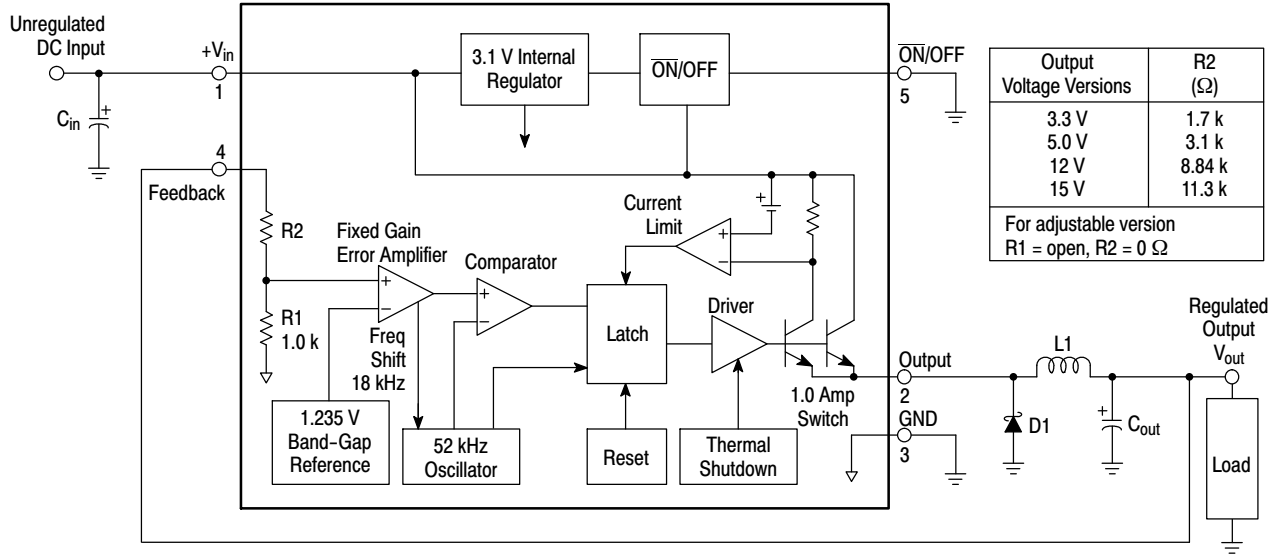 Unregulated
DC Input
+Vin
1
Cin
+
4
Feedback
3.1 V Internal
Regulator
O̅N̅/OFF
O̅N̅/OFF
5
Output
Voltage Versions
R2
(Ω)
3.3 V
1.7 k
5.0 V
3.1 k
12 V
8.84 k
15 V
11.3 k
For adjustable version
R1 = open, R2 = 0 Ω
R2
R1
1.0 k
Fixed Gain
Error Amplifier
+
−
Freq
Shift
18 kHz
Comparator
+
−
Current
Limit
+
−
+
Latch
Driver
1.0 Amp
Switch
1.235 V
Band-Gap
Reference
52 kHz
Oscillator
Reset
Thermal
Shutdown
Output
2
GND
3
L1
D1
+
Cout
Regulated
Output
Vout
Load